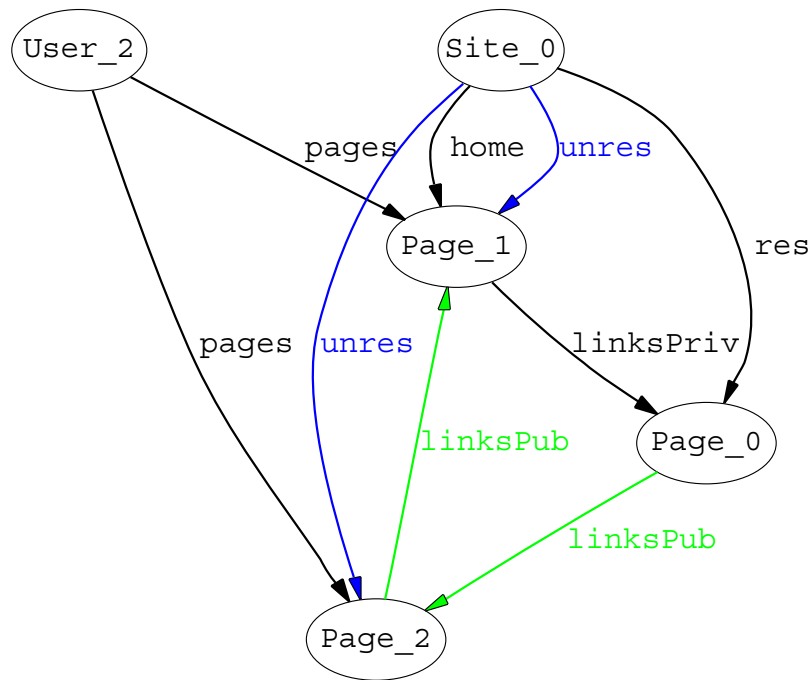 User_2 Site_0
pages home unres
Page_1 res
pages unres linksPriv
linksPub Page_0
linksPub
Page_2